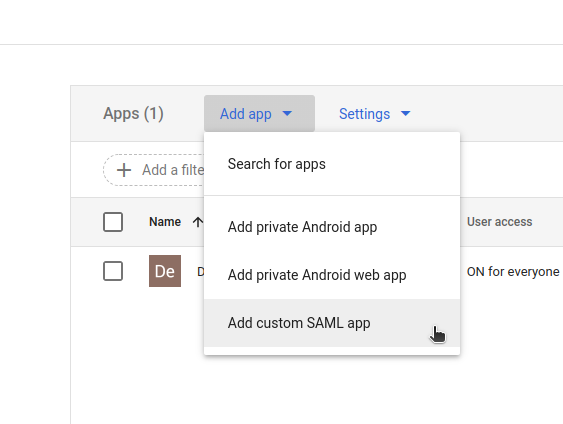 Apps (1) Add app Settings
Search for apps
Add a filte
Add private Android app
Name User access
Add private Android web app
De D ON for everyone
Add custom SAML app